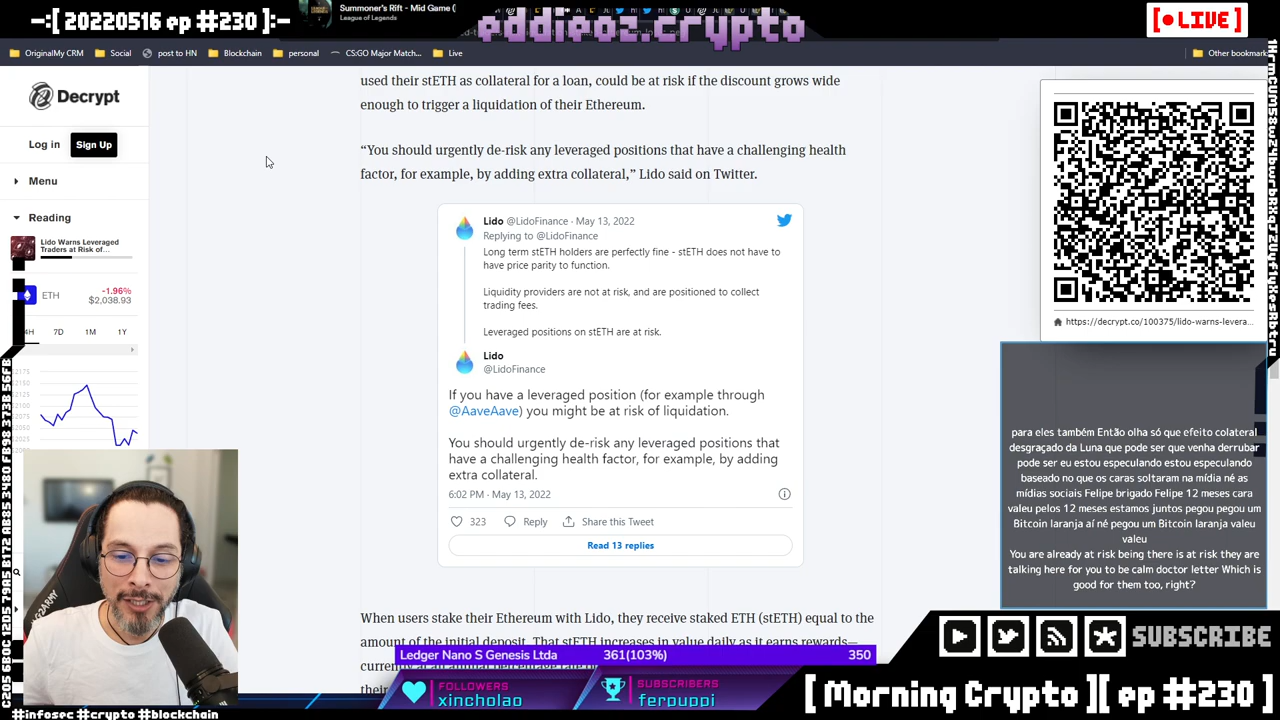 -:[ 20220516 ep #230 ]:-
Summoner's Rift - Mid Game (
League of Legends
eddieoz.crypto
[● LIVE]
OriginalMy CRM
Social
post to HN
Blockchain
personal
CS:GO Major Match...
Live
Other bookmark
Decrypt
Log in
Sign Up
Menu
Reading
Lido Warns Leveraged
Traders at Risk of...
ETH
-1.96%
$2,038.93
7D
1M
1Y
used their stETH as collateral for a loan, could be at risk if the discount grows wide
enough to trigger a liquidation of their Ethereum.
“You should urgently de-risk any leveraged positions that have a challenging health
factor, for example, by adding extra collateral,” Lido said on Twitter.
Lido @LidoFinance · May 13, 2022
Replying to @LidoFinance
Long term stETH holders are perfectly fine - stETH does not have to
have price parity to function.
Liquidity providers are not at risk, and are positioned to collect
trading fees.
Leveraged positions on stETH are at risk.
Lido
@LidoFinance
If you have a leveraged position (for example through
@AaveAave) you might be at risk of liquidation.
You should urgently de-risk any leveraged positions that
have a challenging health factor, for example, by adding
extra collateral.
6:02 PM · May 13, 2022
323
Reply
Share this Tweet
Read 13 replies
When users stake their Ethereum with Lido, they receive staked ETH (stETH) equal to the
amount of the initial deposit. That stETH increases in value daily as it earns rewards—
https://decrypt.co/100375/lido-warns-levera...
para eles também Então olha só que efeito colateral
desgraçado da Luna que pode ser que venha derrubar
pode ser eu estou especulando estou especulando
baseado no que os caras soltaram na mídia né as
mídias sociais Felipe brigado Felipe 12 meses cara
valeu pelos 12 meses estamos juntos pegou pegou um
Bitcoin laranja aí né pegou um Bitcoin laranja valeu
valeu
You are already at risk being there is at risk they are
talking here for you to be calm doctor letter Which is
good for them too, right?
SUBSCRIBE
Ledger Nano S Genesis Ltda 361(103%) 350
FOLLOWERS
xincholao
SUBSCRIBERS
ferpuppi
[ Morning Crypto ][ ep #230 ]
#infosec #crypto #blockchain